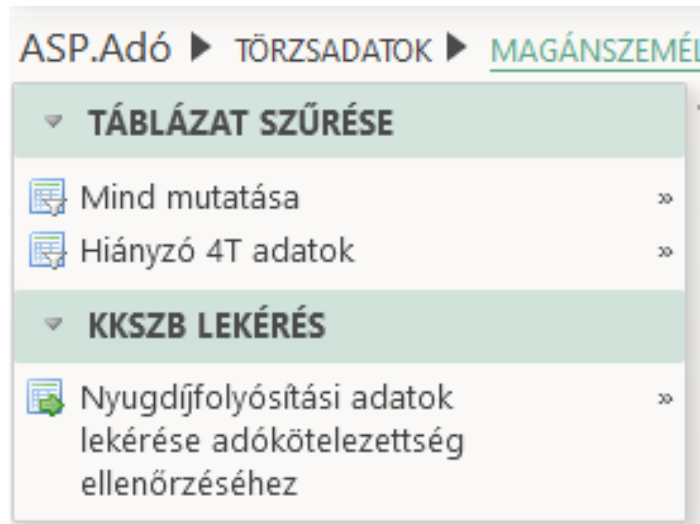 ASP.Adó ▶ TÖRZSADATOK ▶ MAGÁNSZEMÉL
TÁBLÁZAT SZŰRÉSE
Mind mutatása »
Hiányzó 4T adatok »
KKSZB LEKÉRÉS
Nyugdíjfolyósítási adatok »
lekérése adókötelezettség
ellenőrzéséhez